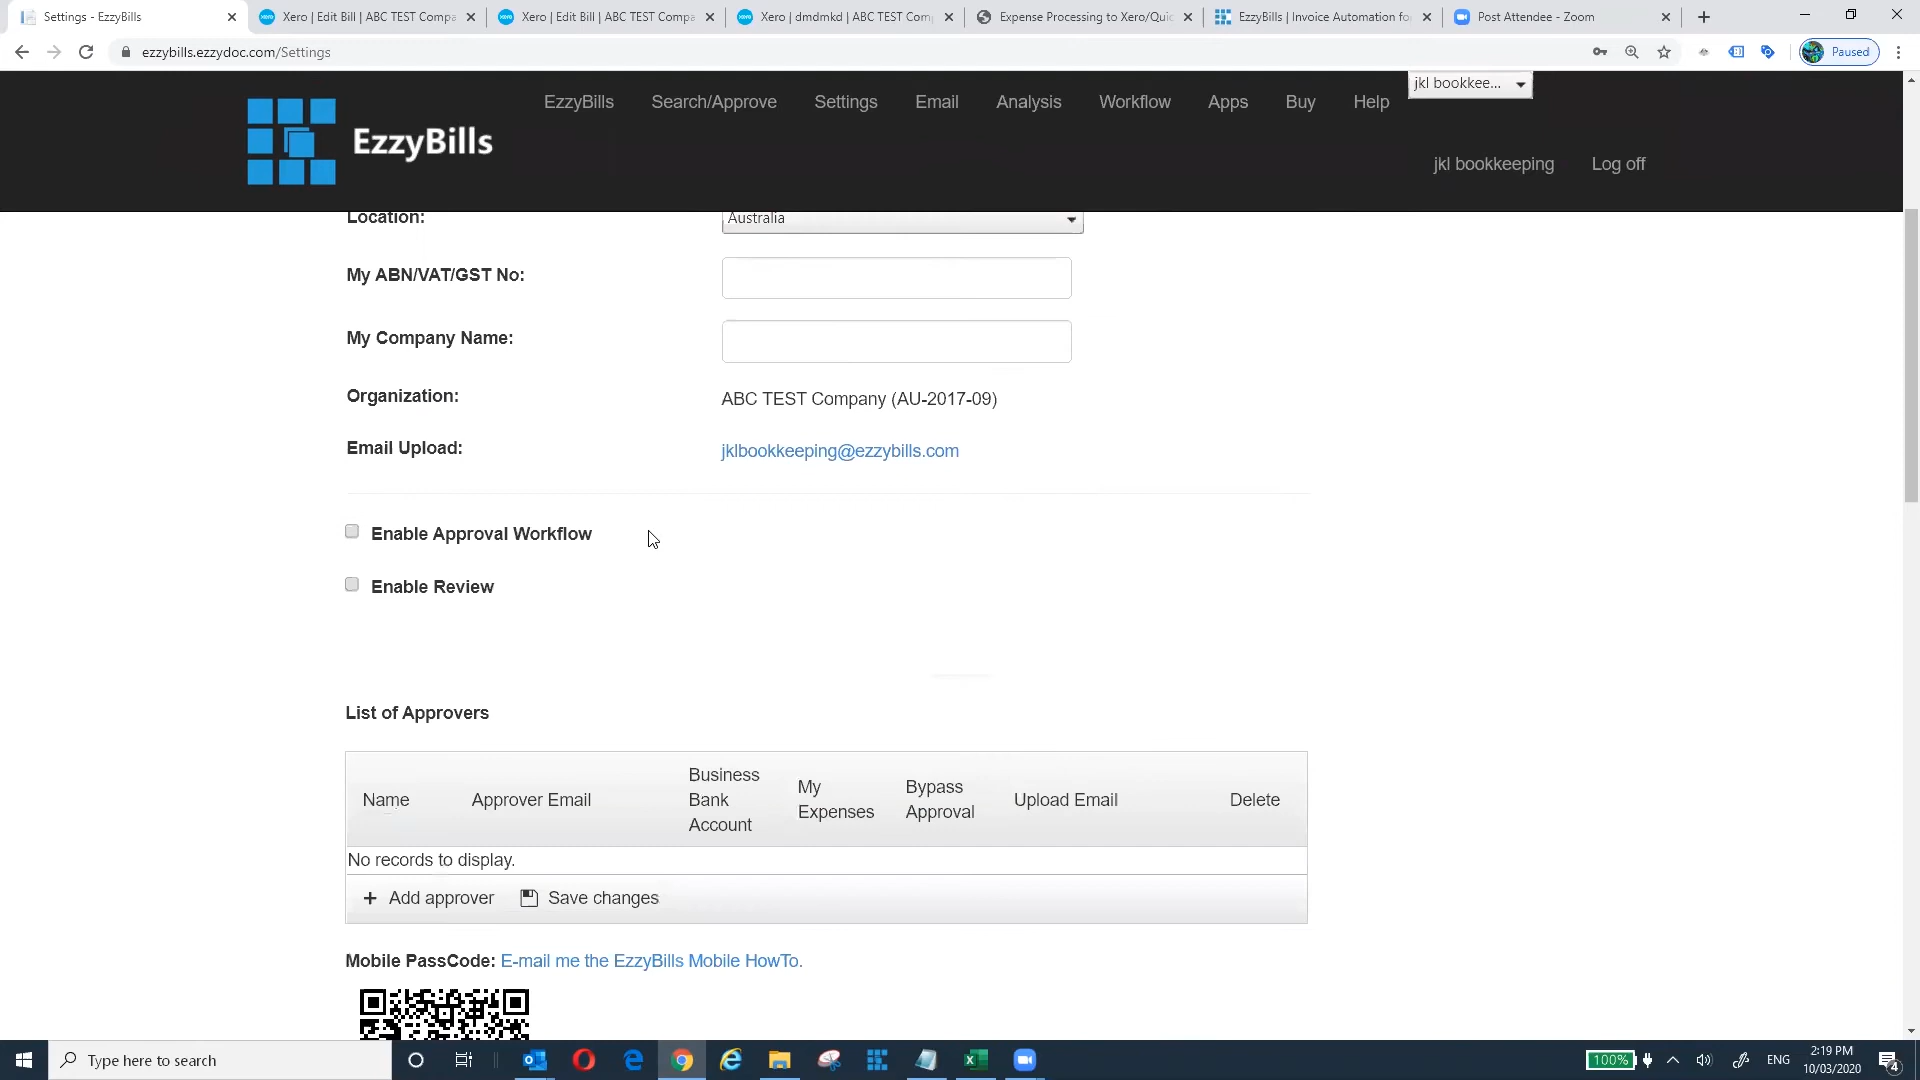 Settings - EzzyBills
Xero | Edit Bill | ABC TEST Compa
Xero | Edit Bill | ABC TEST Compa
Xero | dmdmkd | ABC TEST Com
Expense Processing to Xero/Quic
EzzyBills | Invoice Automation fo
Post Attendee - Zoom
ezzybills.ezzydoc.com/Settings
Paused
EzzyBills
EzzyBills
Search/Approve
Settings
Email
Analysis
Workflow
Apps
Buy
Help
jkl bookkee...
jkl bookkeeping
Log off
Location:
Australia
My ABN/VAT/GST No:
My Company Name:
Organization:
ABC TEST Company (AU-2017-09)
Email Upload:
jklbookkeeping@ezzybills.com
Enable Approval Workflow
Enable Review
List of Approvers
Name
Approver Email
Business
Bank
Account
My
Expenses
Bypass
Approval
Upload Email
Delete
No records to display.
+ Add approver
Save changes
Mobile PassCode: E-mail me the EzzyBills Mobile HowTo.
Type here to search
100%
ENG
2:19 PM
10/03/2020
4